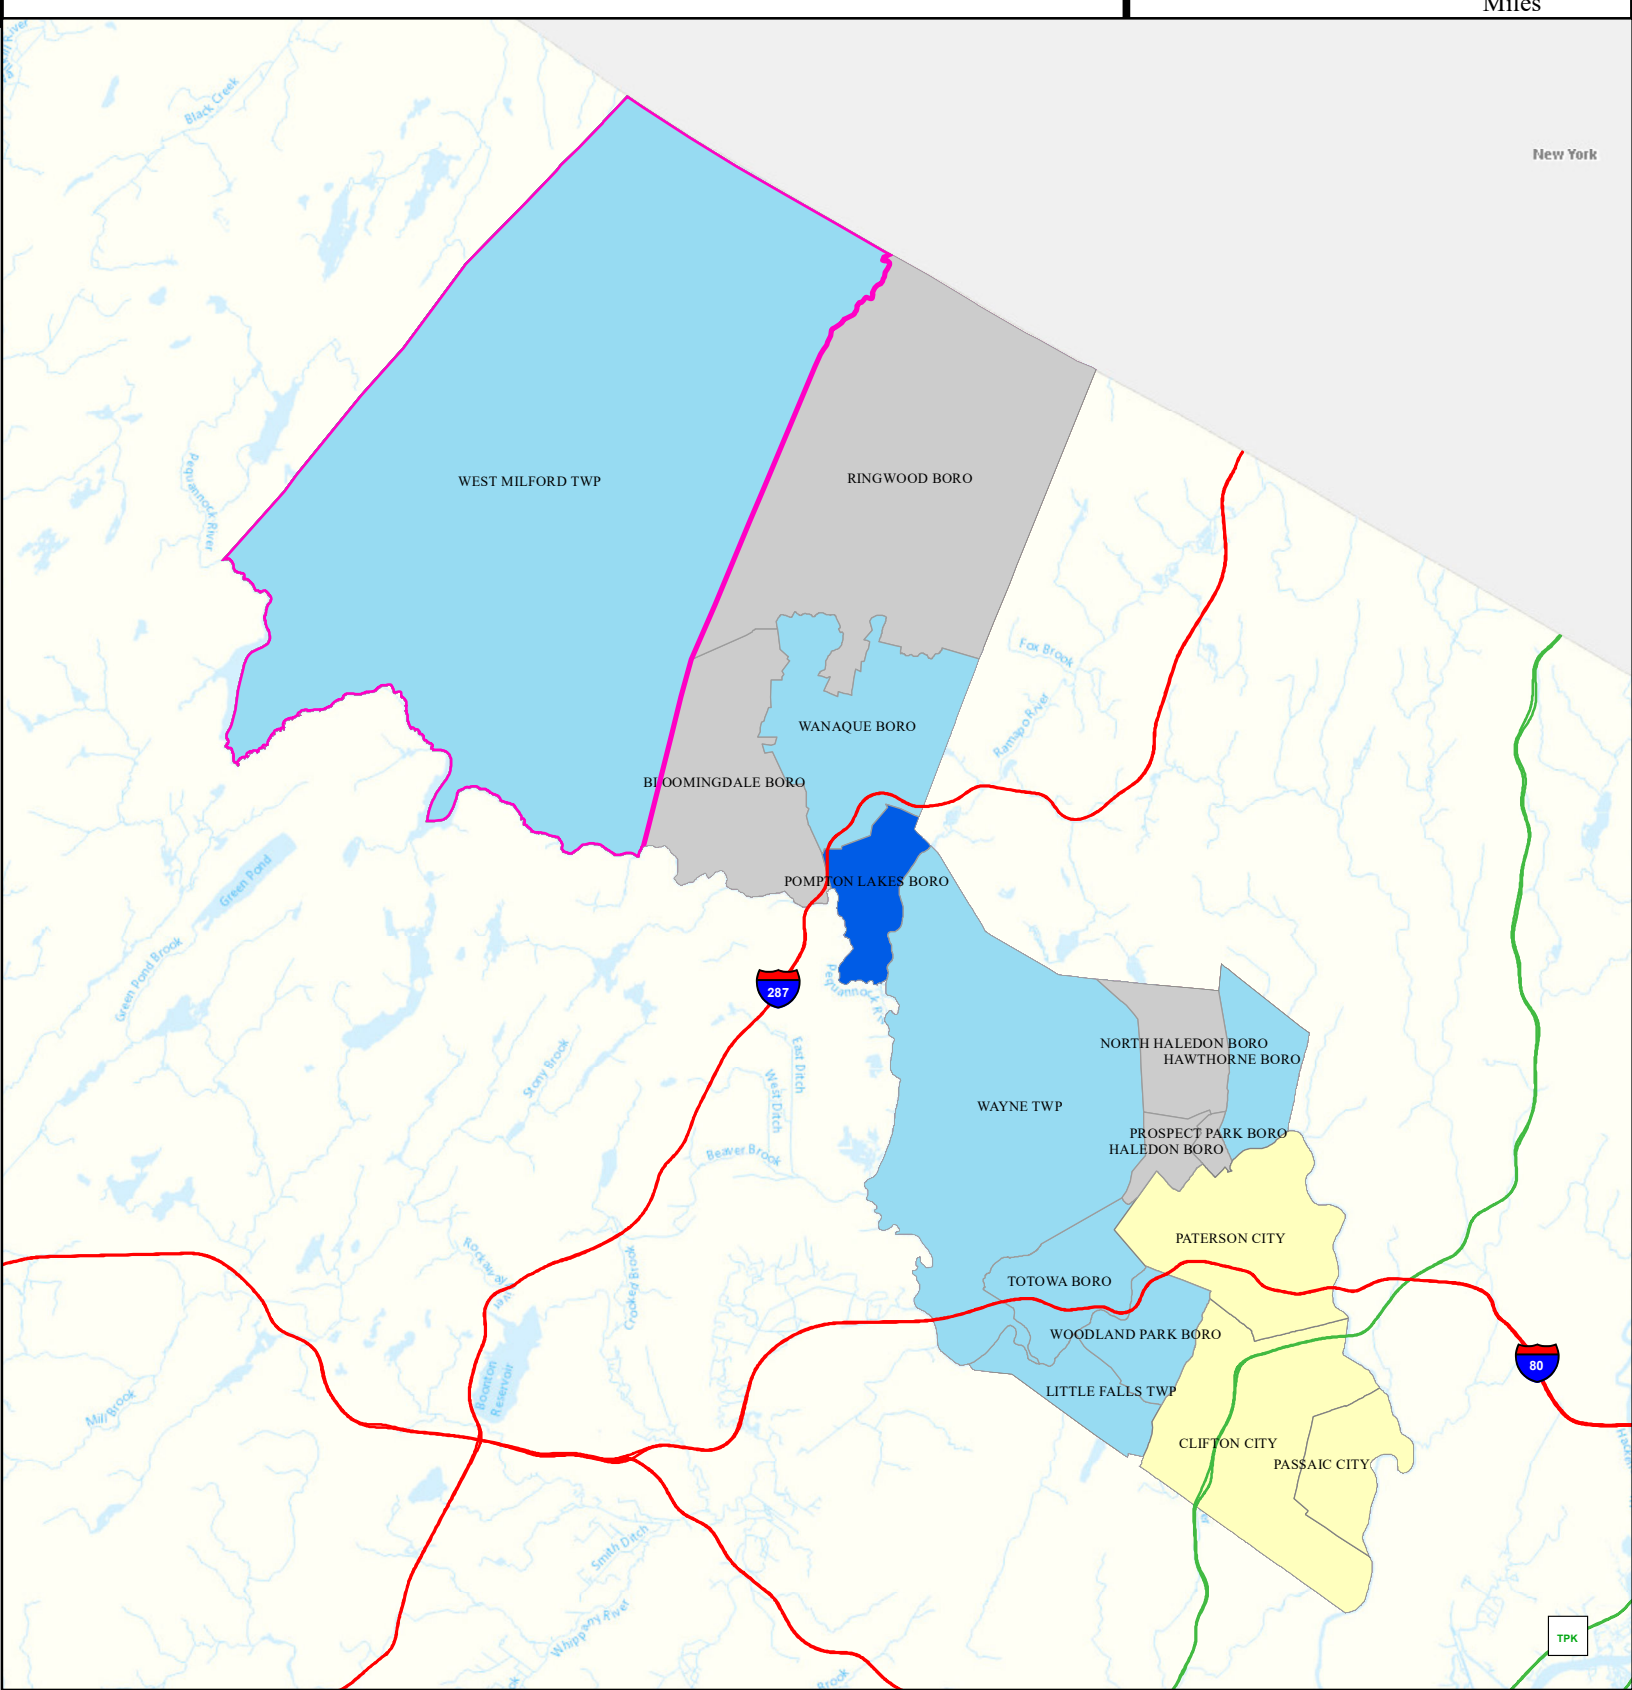 Miles
Black Creek
New York
Pequannock River
WEST MILFORD TWP
RINGWOOD BORO
Fox Brook
Ramapo River
WANAQUE BORO
BLOOMINGDALE BORO
Green Pond
POMPTON LAKES BORO
Green Pond Brook
287
Pequannock
NORTH HALEDON BORO
HAWTHORNE BORO
Stony Brook
East Ditch
West Ditch
WAYNE TWP
PROSPECT PARK BORO
HALEDON BORO
Beaver Brook
PATERSON CITY
Rockaway
Crooked Brook
TOTOWA BORO
WOODLAND PARK BORO
80
Boonton
Reservoir
LITTLE FALLS TWP
Mill Brook
CLIFTON CITY
PASSAIC CITY
Smith Ditch
Whippany River
TPK
Brook